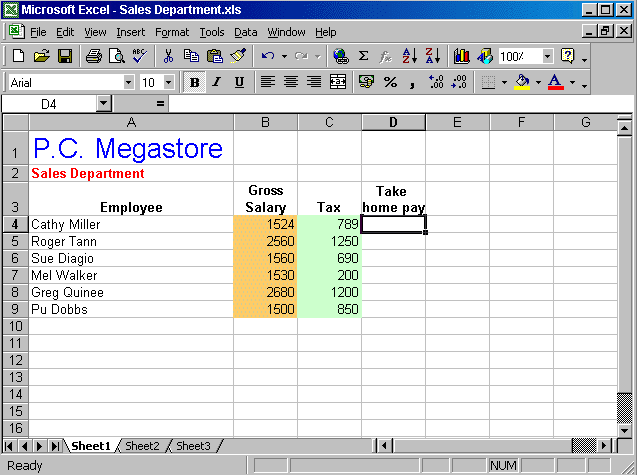 Microsoft Excel - Sales Department.xls
File Edit View Insert Format Tools Data Window Help
100%
Arial 10 B I U
D4 =
A B C D E F G
1 P.C. Megastore
2 Sales Department
Gross Take
3 Employee Salary Tax home pay
4 Cathy Miller 1524 789
5 Roger Tann 2560 1250
6 Sue Diagio 1560 690
7 Mel Walker 1530 200
8 Greg Quinee 2680 1200
9 Pu Dobbs 1500 850
10
11
12
13
14
15
16
Sheet1 Sheet2 Sheet3
Ready NUM